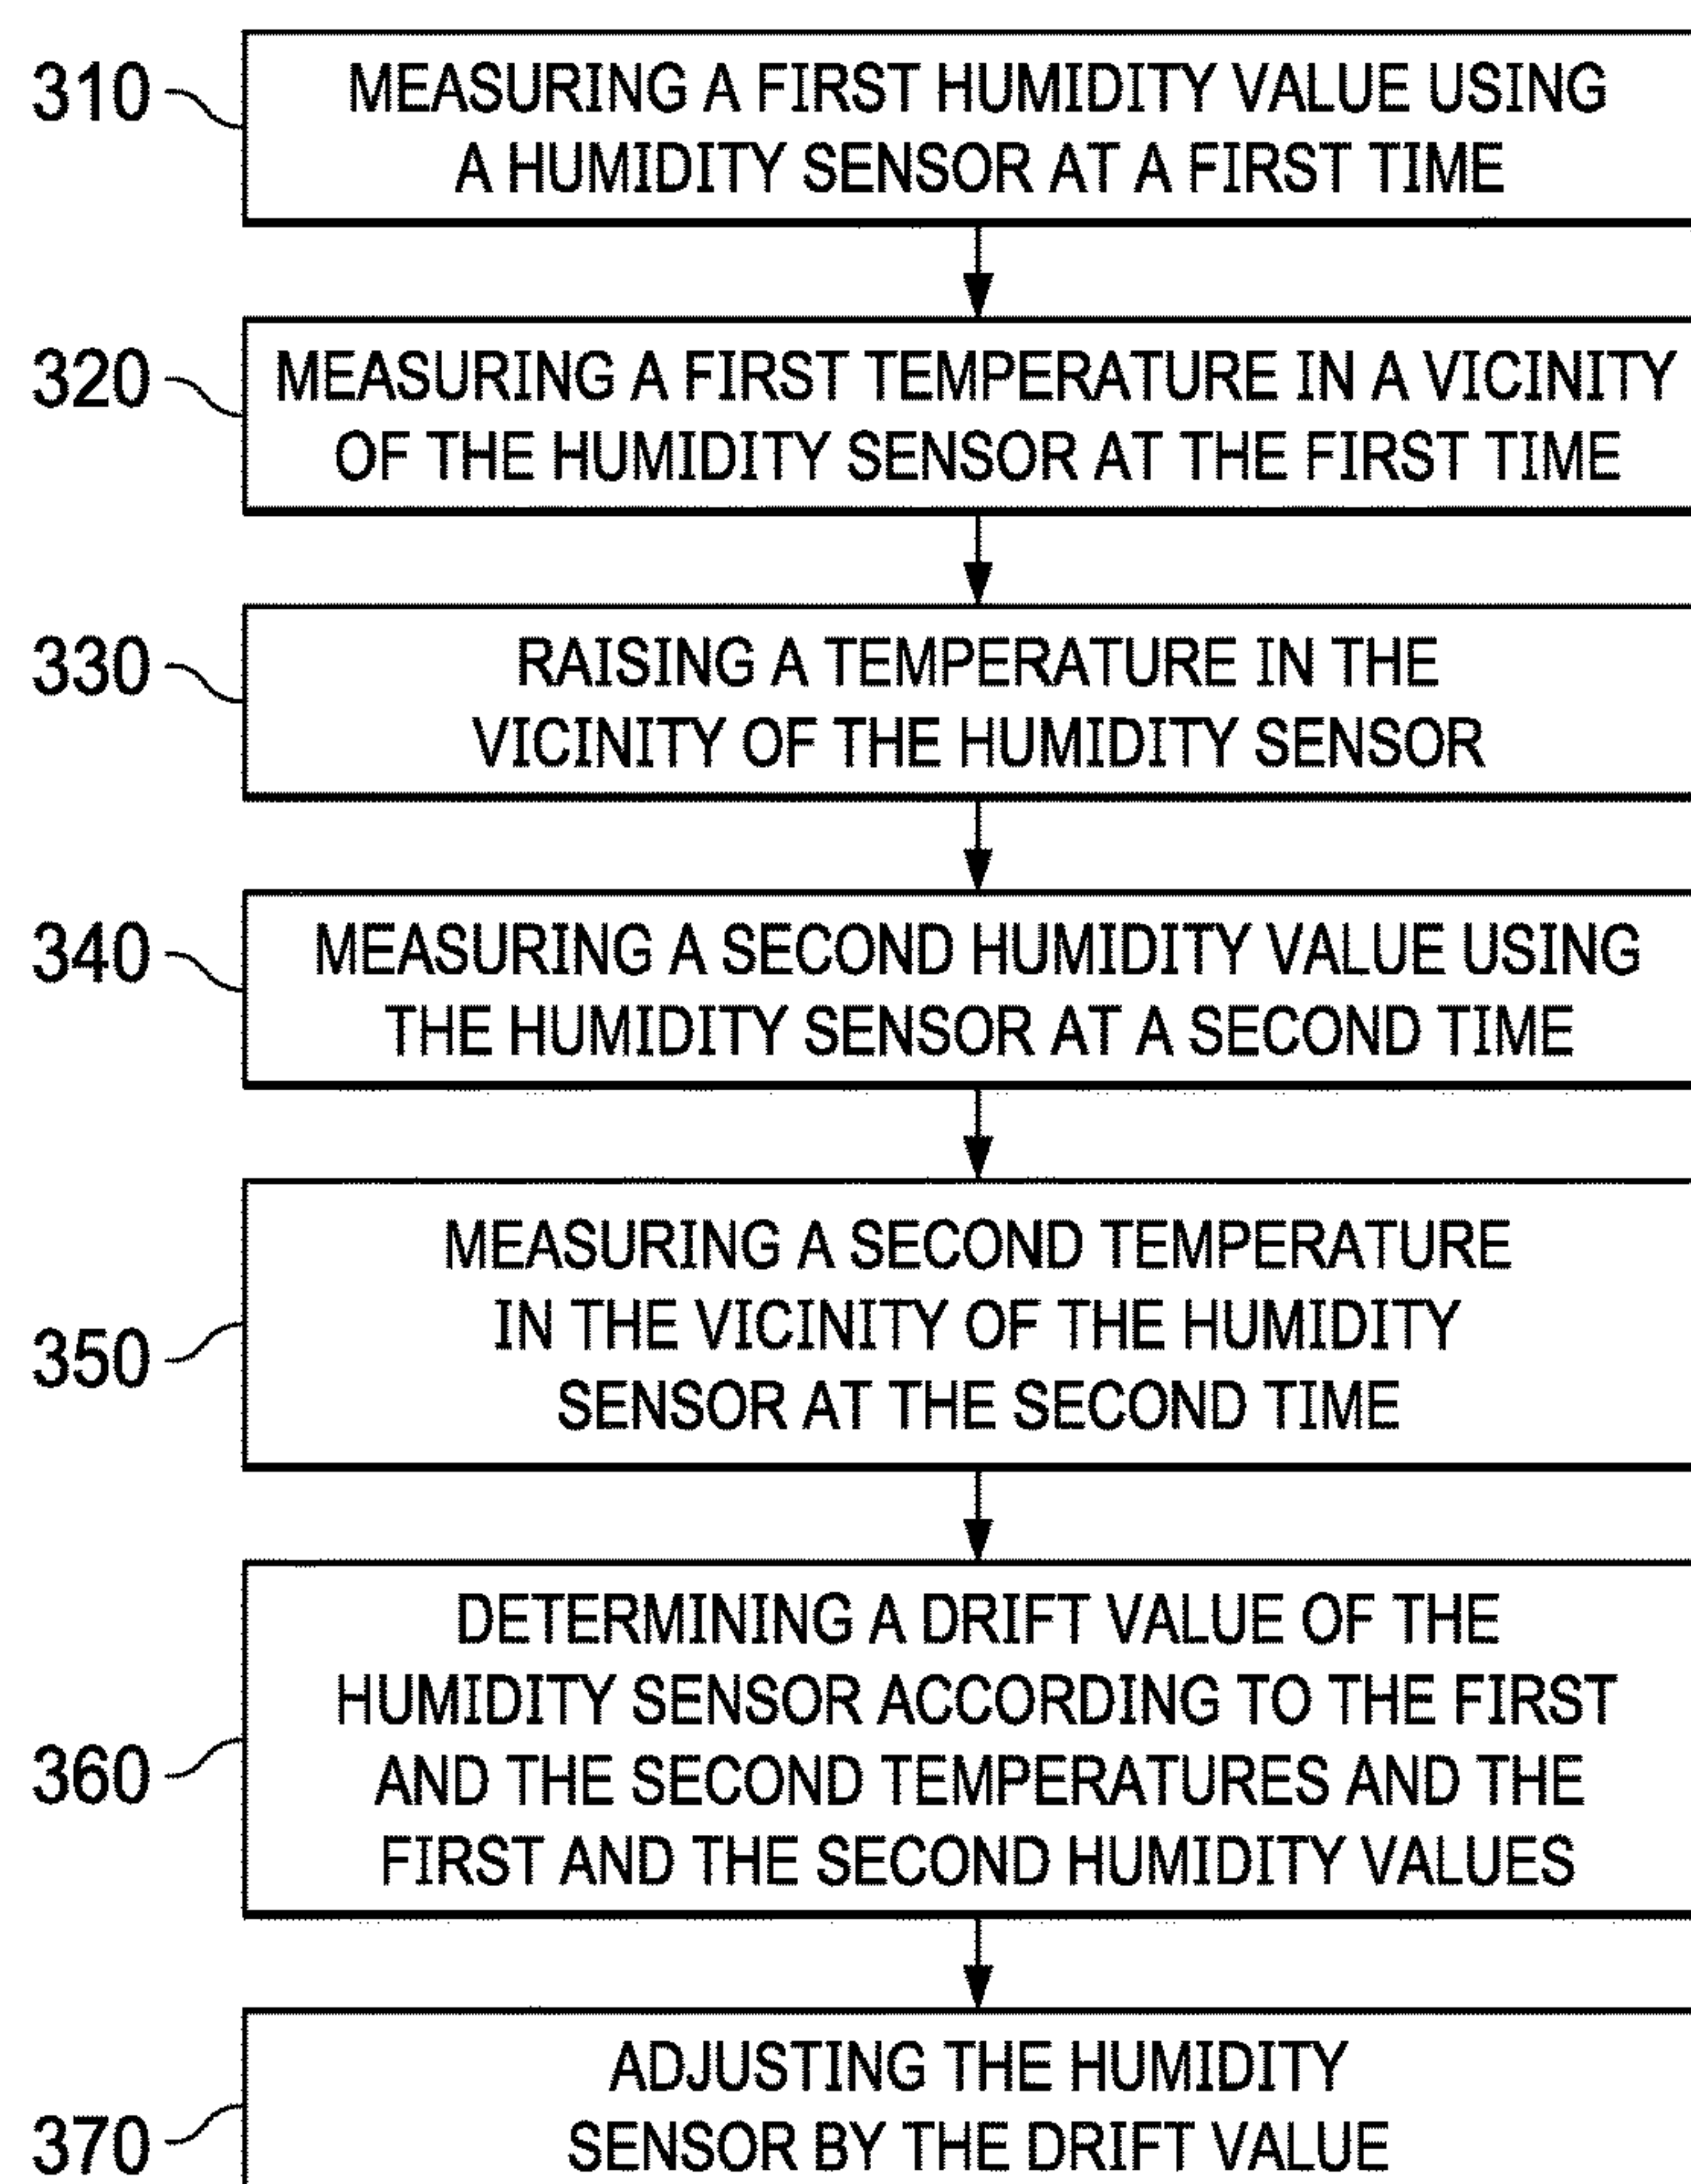 310
MEASURING A FIRST HUMIDITY VALUE USING
A HUMIDITY SENSOR AT A FIRST TIME
320
MEASURING A FIRST TEMPERATURE IN A VICINITY
OF THE HUMIDITY SENSOR AT THE FIRST TIME
330
RAISING A TEMPERATURE IN THE
VICINITY OF THE HUMIDITY SENSOR
340
MEASURING A SECOND HUMIDITY VALUE USING
THE HUMIDITY SENSOR AT A SECOND TIME
350
MEASURING A SECOND TEMPERATURE
IN THE VICINITY OF THE HUMIDITY
SENSOR AT THE SECOND TIME
360
DETERMINING A DRIFT VALUE OF THE
HUMIDITY SENSOR ACCORDING TO THE FIRST
AND THE SECOND TEMPERATURES AND THE
FIRST AND THE SECOND HUMIDITY VALUES
370
ADJUSTING THE HUMIDITY
SENSOR BY THE DRIFT VALUE